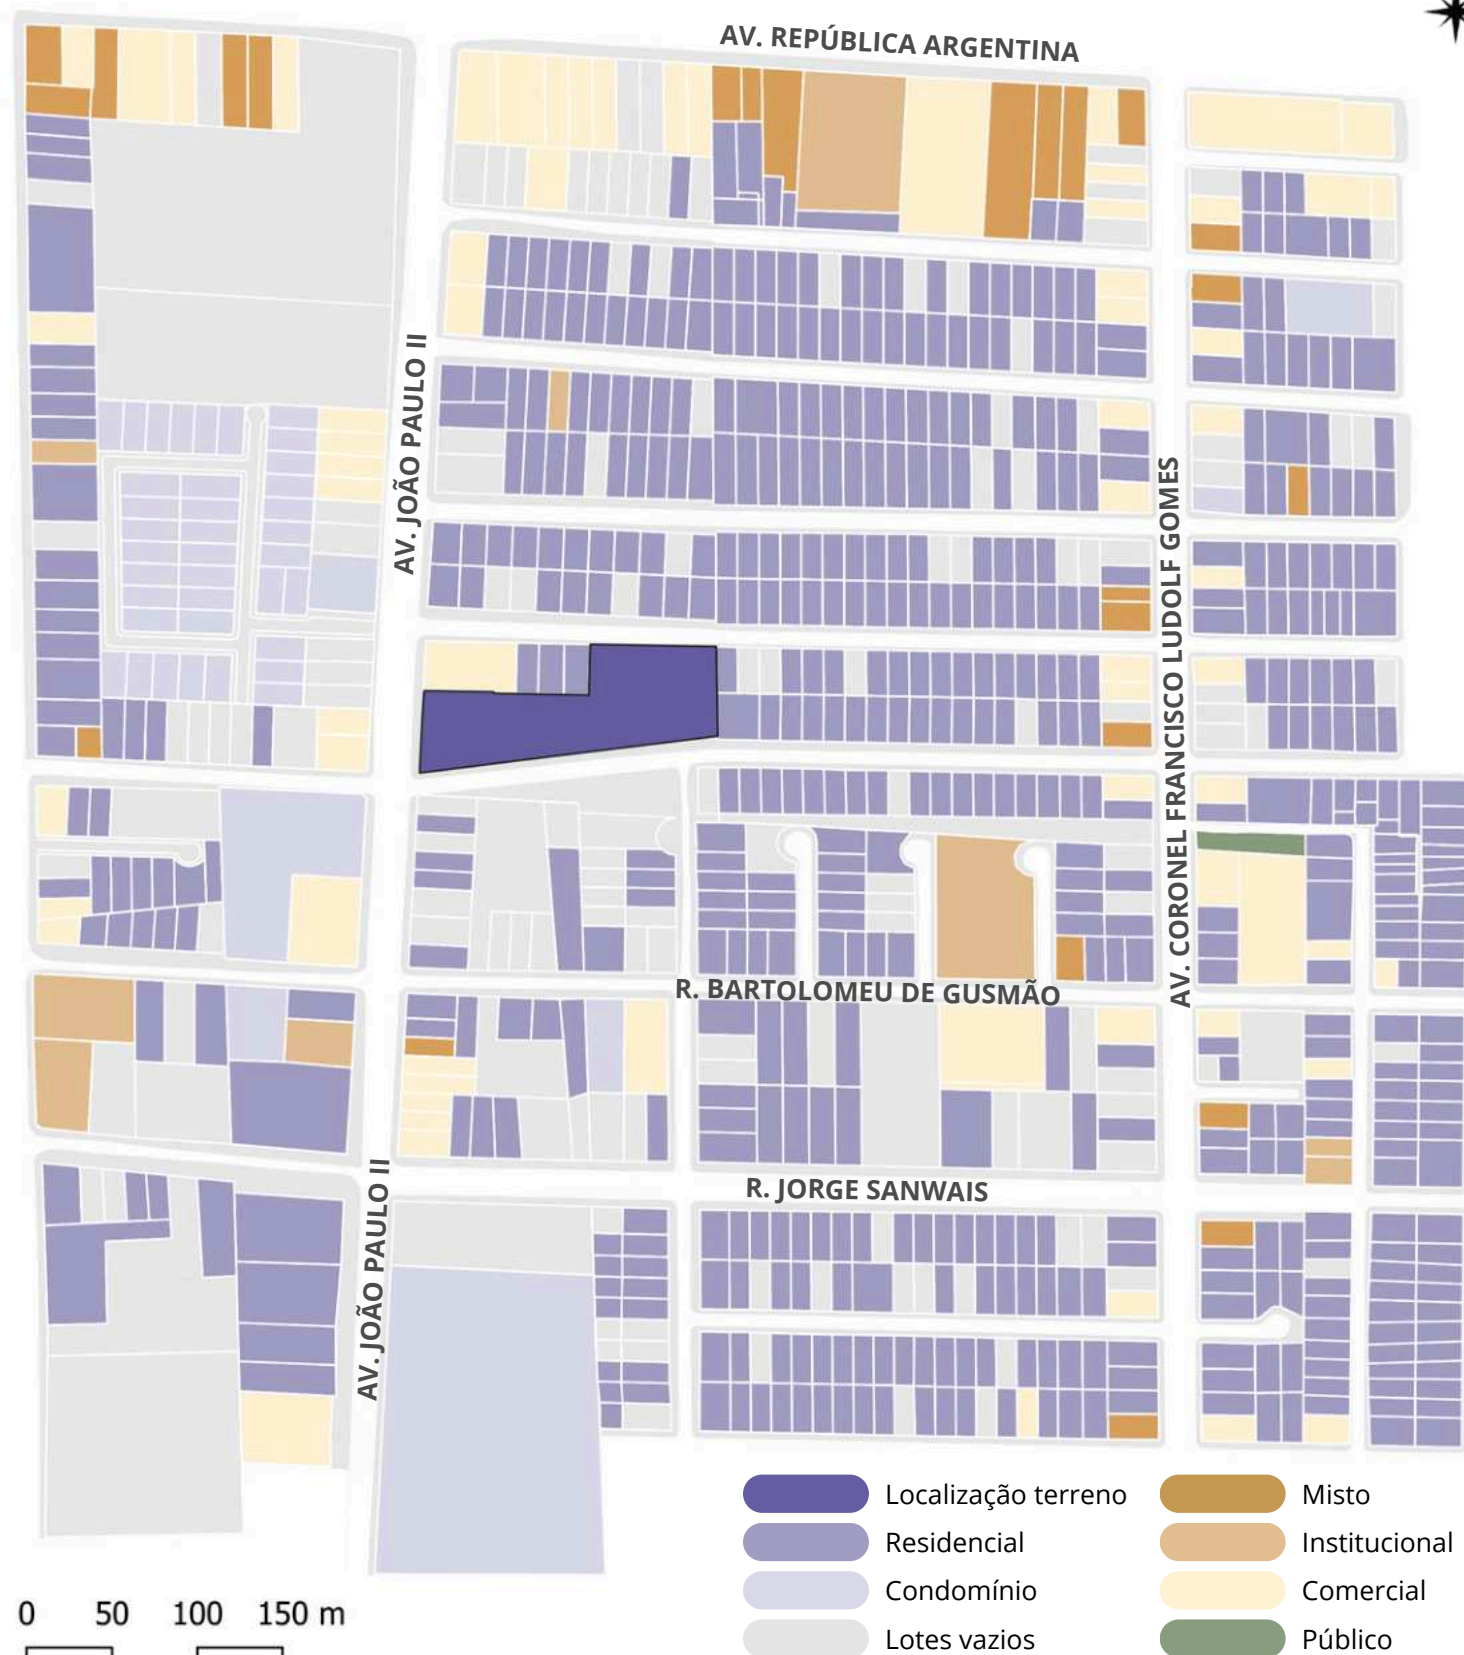 AV. REPÚBLICA ARGENTINA
AV. JOÃO PAULO II
AV. CORONEL FRANCISCO LUDOLF GOMES
R. BARTOLOMEU DE GUSMÃO
AV. JOÃO PAULO II
R. JORGE SANWAIS
Localização terreno
Residencial
Condomínio
Lotes vazios
Misto
Institucional
Comercial
Público
0 50 100 150 m